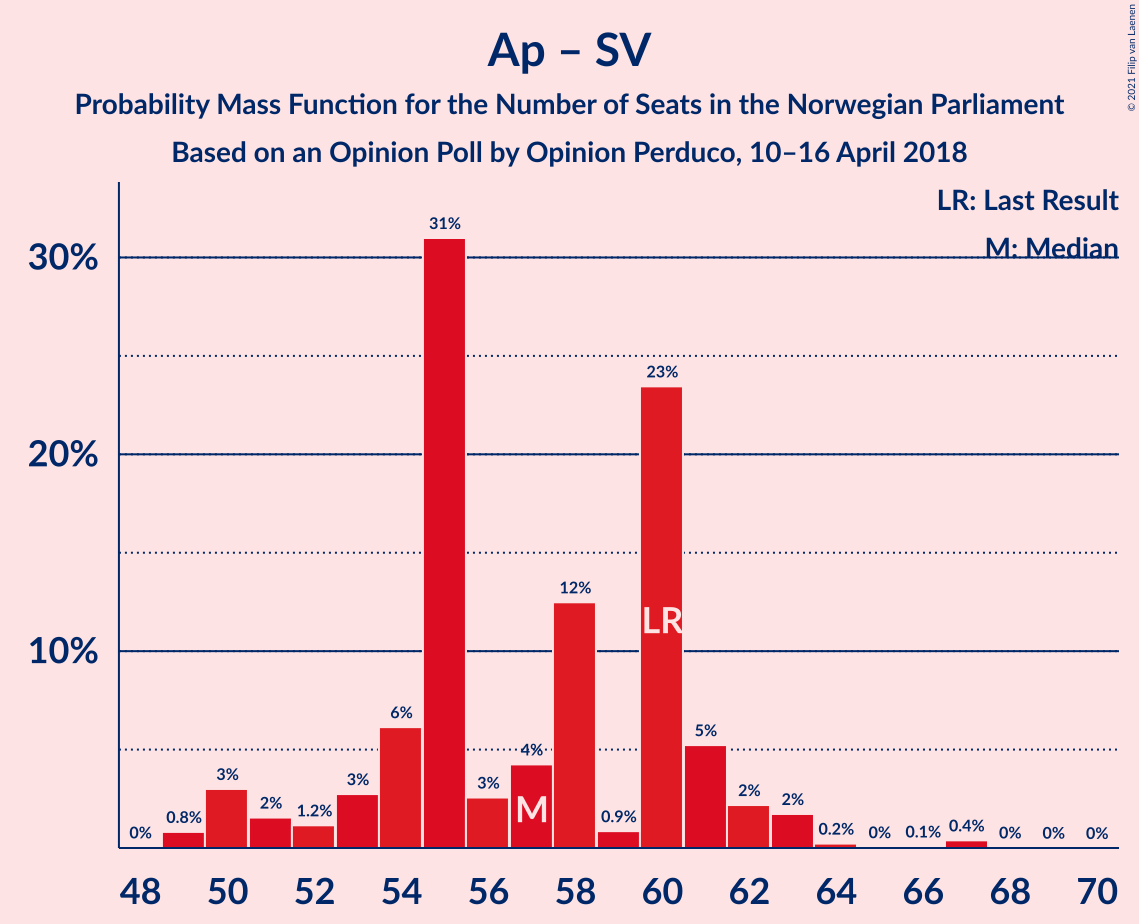 Ap – SV
Probability Mass Function for the Number of Seats in the Norwegian Parliament
Based on an Opinion Poll by Opinion Perduco, 10–16 April 2018
© 2021 Filip van Laenen
LR: Last Result
M: Median
30%
20%
10%
0%
0.8%
3%
2%
1.2%
3%
6%
31%
3%
4%
12%
0.9%
23%
5%
2%
2%
0.2%
0%
0.1%
0.4%
0%
0%
0%
M
LR
48 50 52 54 56 58 60 62 64 66 68 70